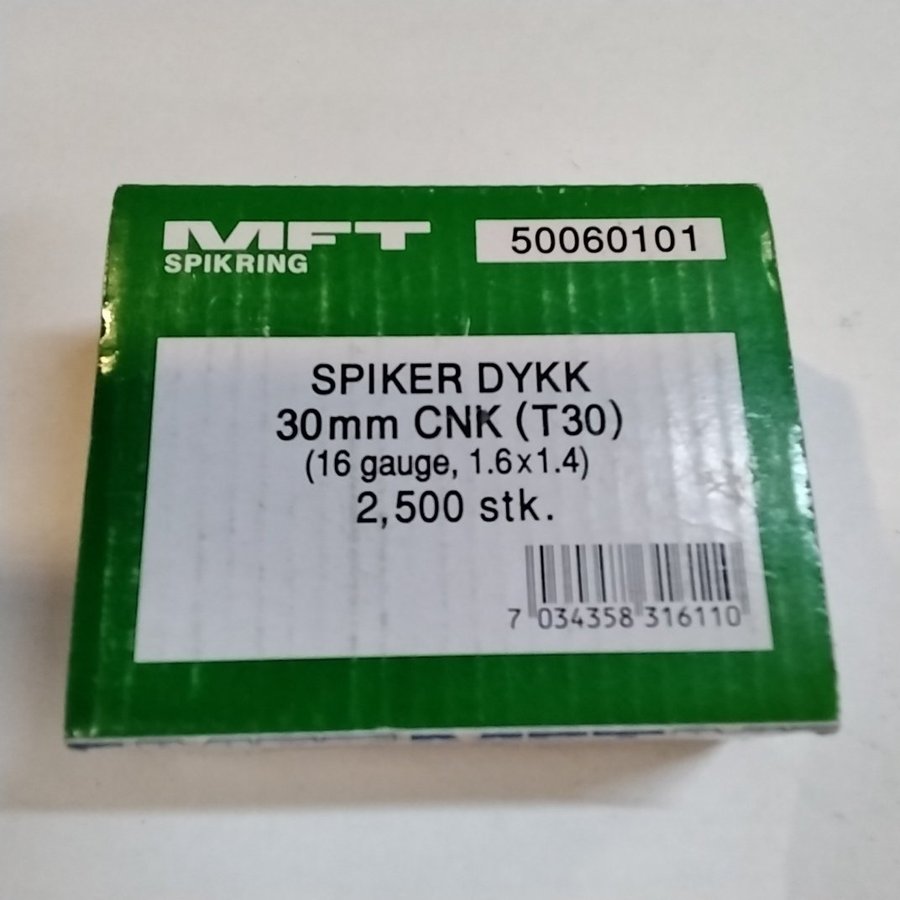 MFT
SPIKRING
50060101
SPIKER DYKK
30mm CNK (T30)
(16 gauge, 1.6x1.4)
2,500 stk.
7 034358 316110